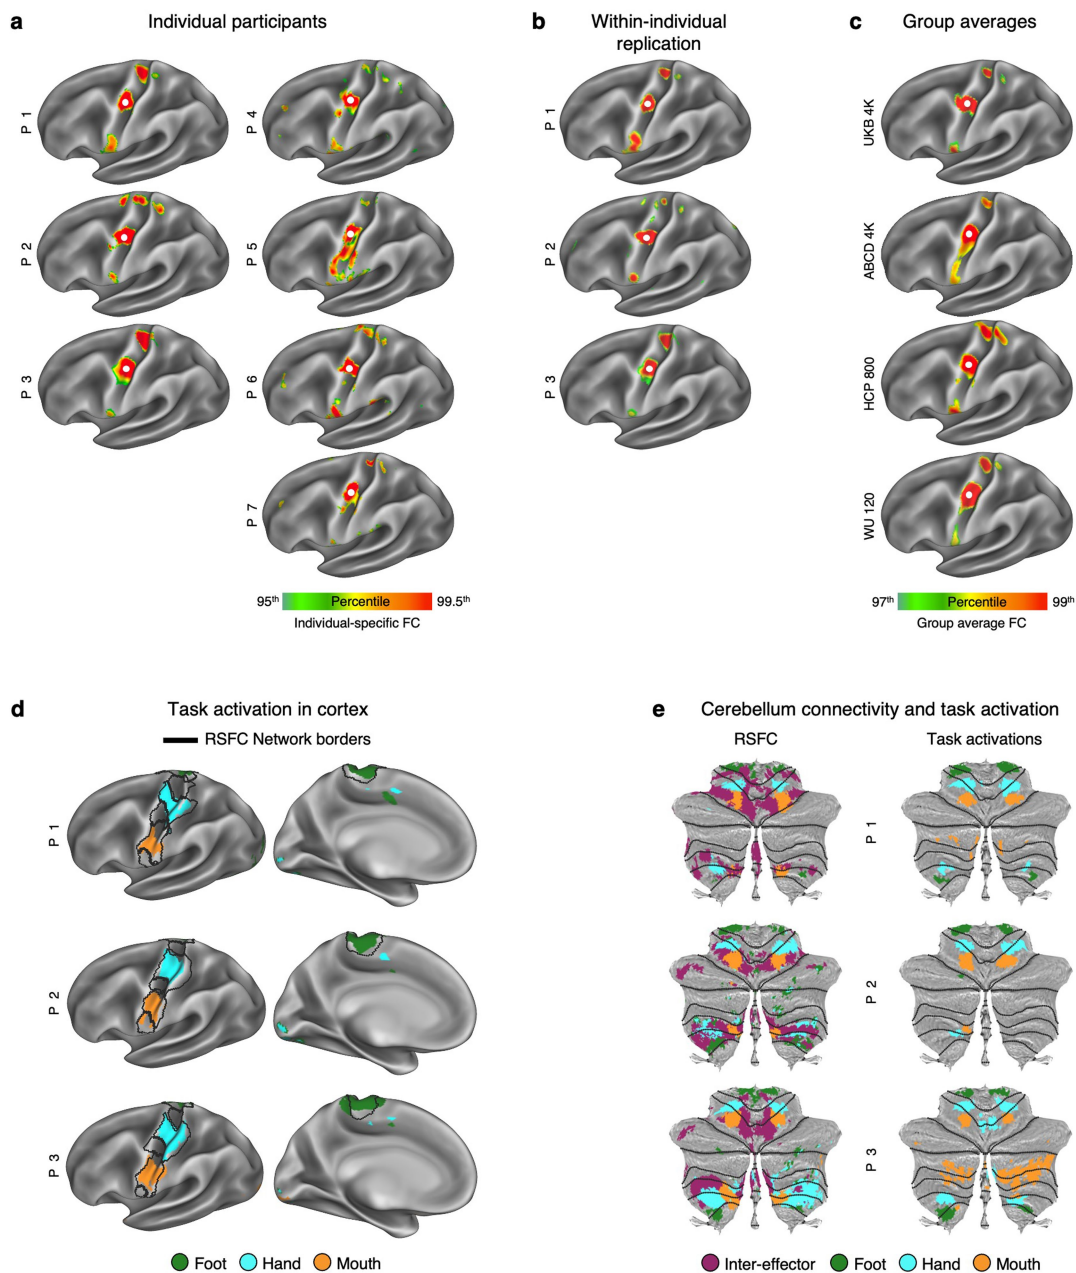 a
Individual participants
b
Within-individual
replication
c
Group averages
P 1
P 4
P 1
UKB 4K
P 2
P 5
P 2
ABCD 4K
P 3
P 6
P 3
HCP 800
P 7
WU 120
95th
Percentile
99.5th
Individual-specific FC
97th
Percentile
99th
Group average FC
d
Task activation in cortex
RSFC Network borders
P 1
P 2
P 3
Foot
Hand
Mouth
e
Cerebellum connectivity and task activation
RSFC
Task activations
P 1
P 2
P 3
Inter-effector
Foot
Hand
Mouth